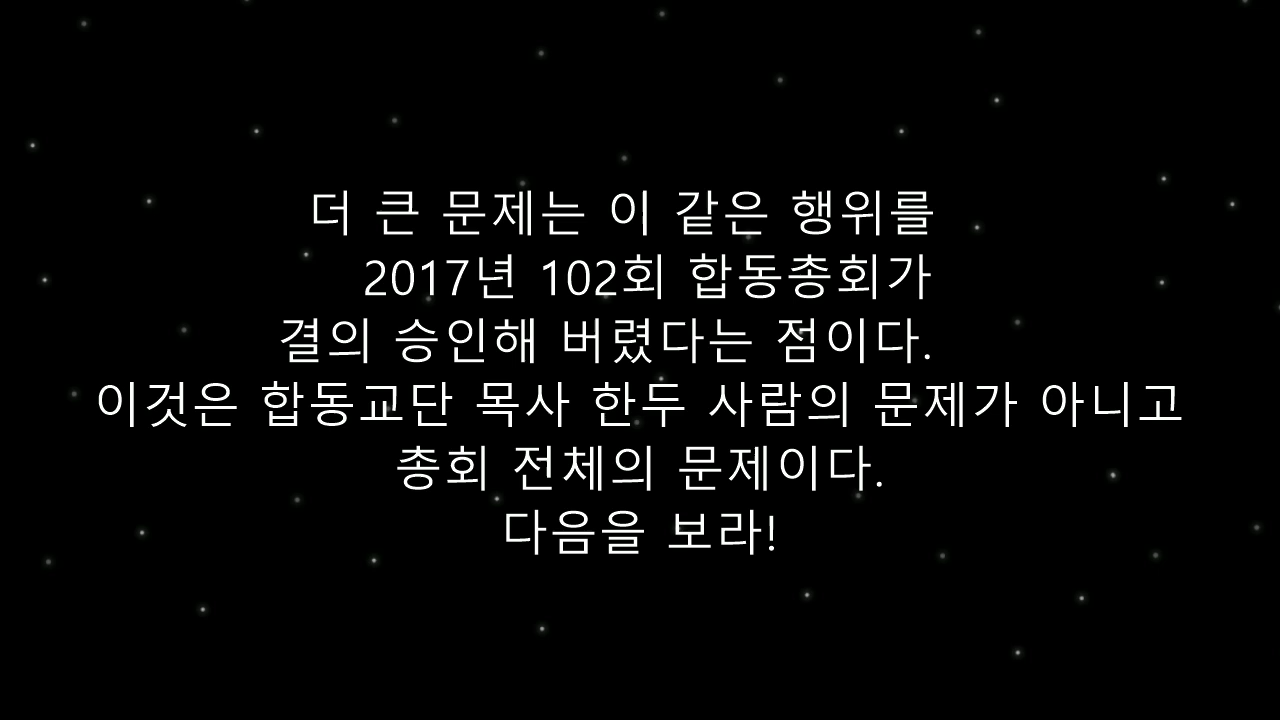 더 큰 문제는 이 같은 행위를
2017년 102회 합동총회가
결의 승인해 버렸다는 점이다.
이것은 합동교단 목사 한두 사람의 문제가 아니고
총회 전체의 문제이다.
다음을 보라!